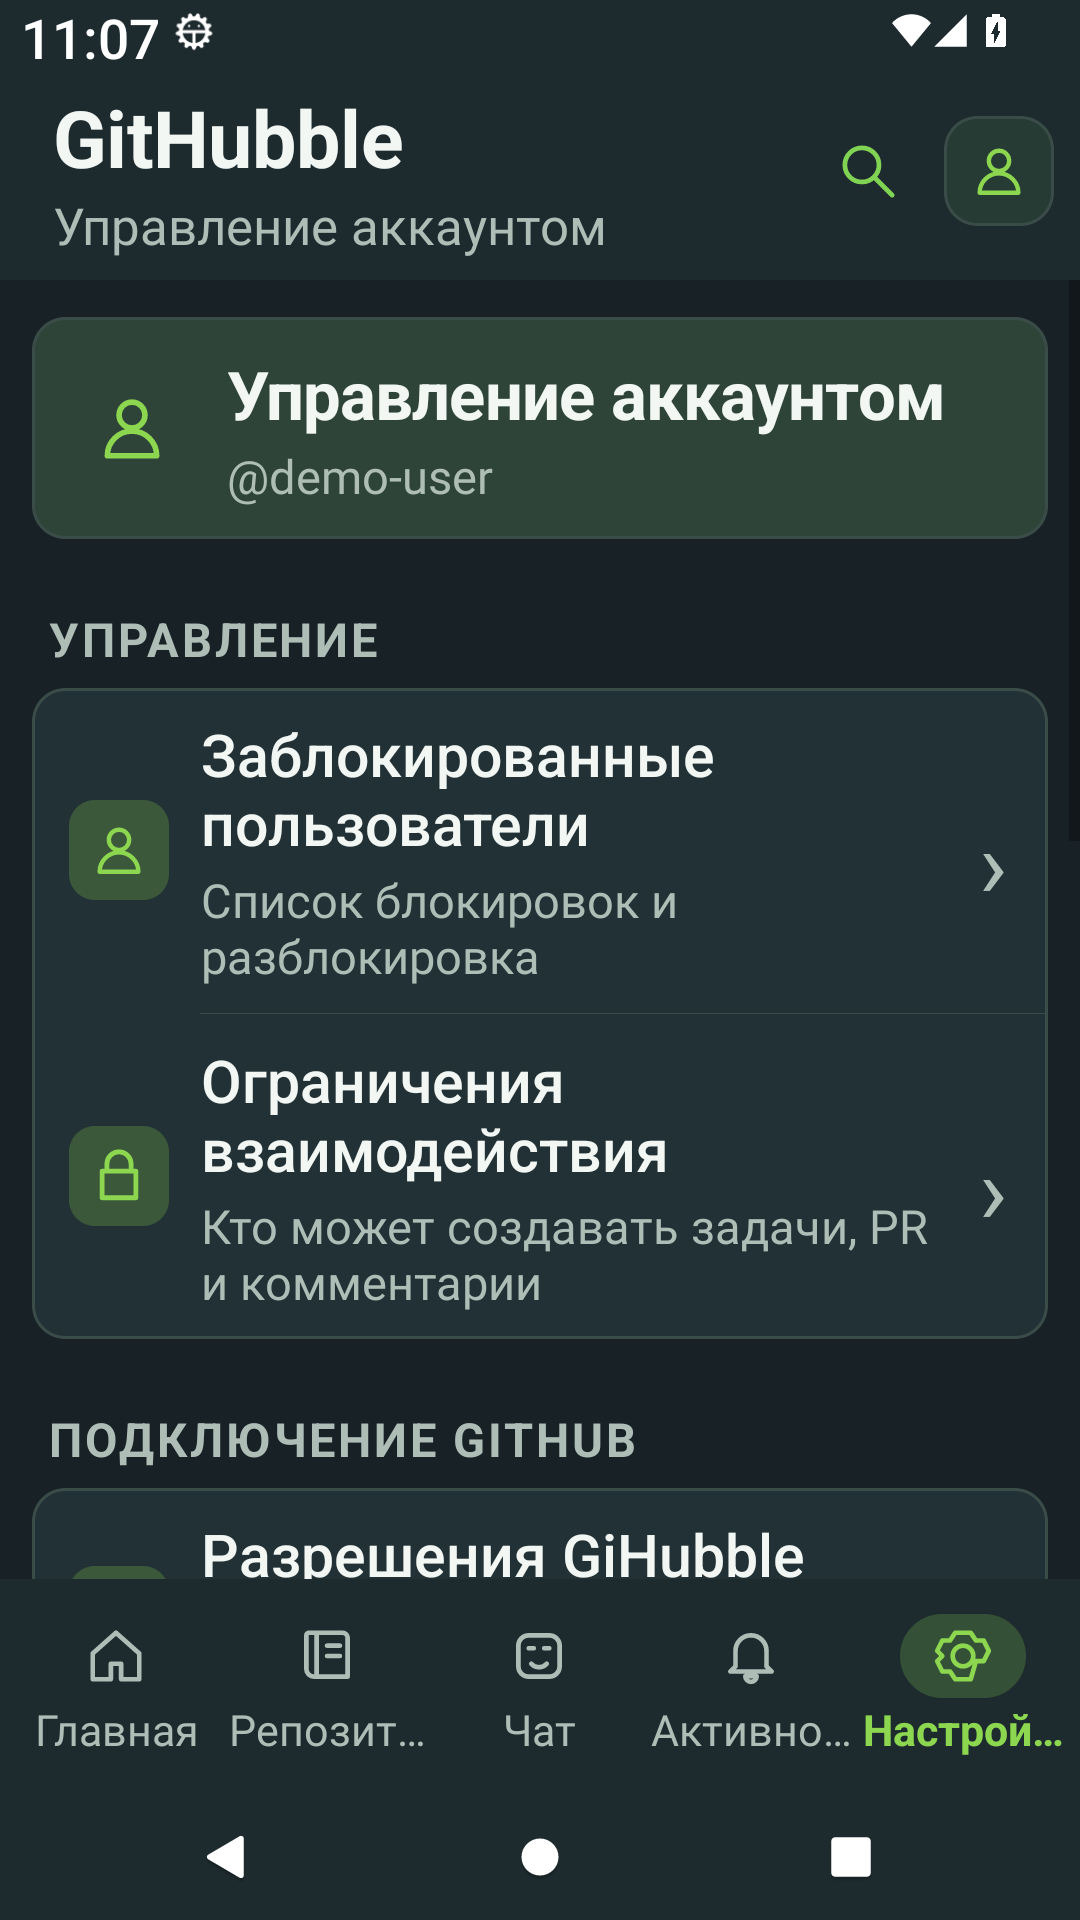 11:07
GitHubble
Управление аккаунтом
Управление аккаунтом
@demo-user
УПРАВЛЕНИЕ
Заблокированные
пользователи
Список блокировок и
разблокировка
❯
Ограничения
взаимодействия
Кто может создавать задачи, PR
и комментарии
❯
ПОДКЛЮЧЕНИЕ GITHUB
Разрешения GiHubble
Главная
Репозит…
Чат
Активно…
Настрой…